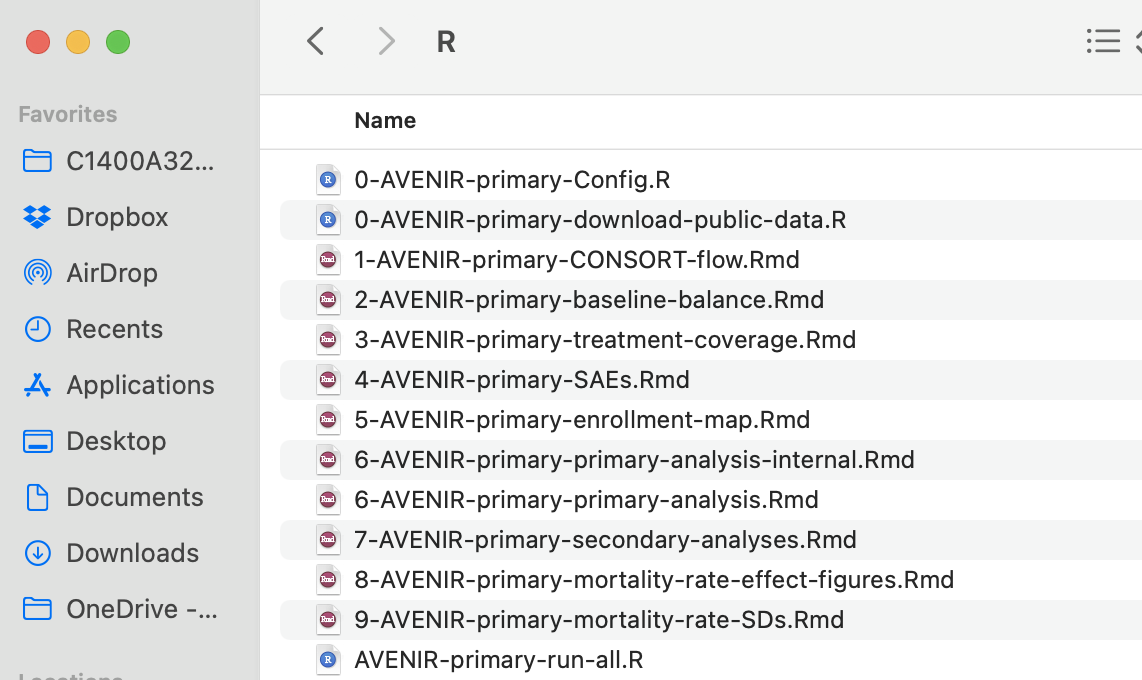 R
Favorites
C1400A32...
Dropbox
AirDrop
Recents
Applications
Desktop
Documents
Downloads
OneDrive -...
Name
0-AVENIR-primary-Config.R
0-AVENIR-primary-download-public-data.R
1-AVENIR-primary-CONSORT-flow.Rmd
2-AVENIR-primary-baseline-balance.Rmd
3-AVENIR-primary-treatment-coverage.Rmd
4-AVENIR-primary-SAEs.Rmd
5-AVENIR-primary-enrollment-map.Rmd
6-AVENIR-primary-primary-analysis-internal.Rmd
6-AVENIR-primary-primary-analysis.Rmd
7-AVENIR-primary-secondary-analyses.Rmd
8-AVENIR-primary-mortality-rate-effect-figures.Rmd
9-AVENIR-primary-mortality-rate-SDs.Rmd
AVENIR-primary-run-all.R